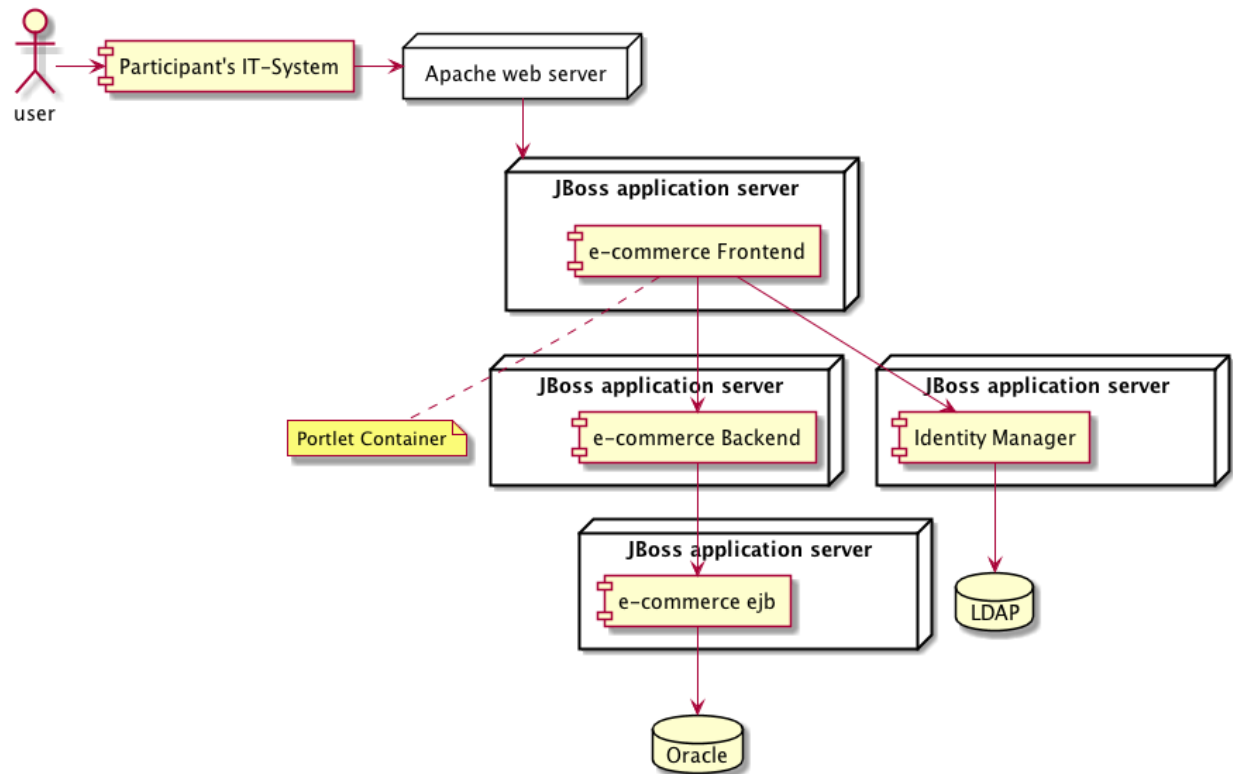 user
Participant's IT-System
Apache web server
JBoss application server
e-commerce Frontend
Portlet Container
JBoss application server
e-commerce Backend
JBoss application server
Identity Manager
JBoss application server
e-commerce ejb
LDAP
Oracle